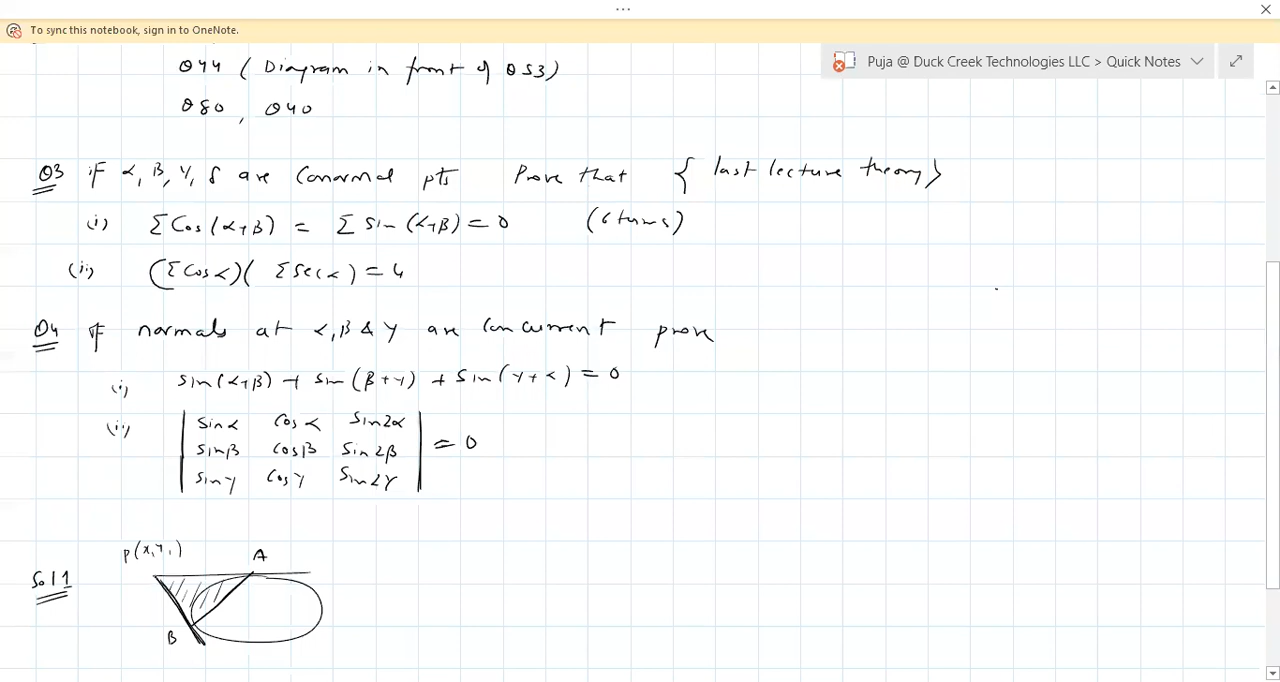 ...
To sync this notebook, sign in to OneNote.
Puja @ Duck Creek Technologies LLC > Quick Notes
Q44 ( Diagram in front of Q53 )
Q80 , Q40
Q3 if α, β, γ, δ are Conormal pts Prove that { last lecture theory }
(i) Σ Cos(α+β) = Σ sin(α+β) = 0 (6 terms)
(ii) (Σ Cos α)( Σ Sec α ) = 4
Q4 If normals at α, β & γ are concurrent prove
(i) sin(α+β) + sin(β+γ) + sin(γ+α) = 0
(ii) | sin α cos α sin 2α |
| sin β cos β sin 2β | = 0
| sin γ cos γ sin 2γ |
P(x, y, )
A
Sol 1
B